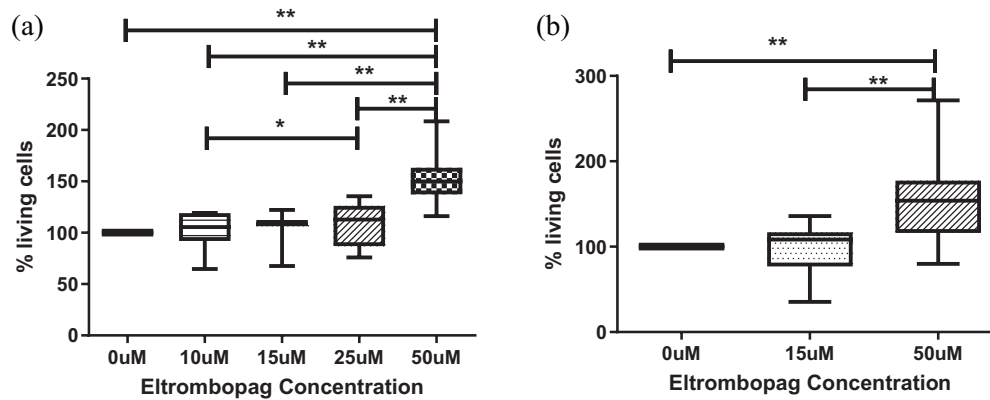 (a)
**
**
**
**
*
% living cells
250
200
150
100
50
0
0uM 10uM 15uM 25uM 50uM
Eltrombopag Concentration
(b)
**
**
% living cells
300
200
100
0
0uM 15uM 50uM
Eltrombopag Concentration